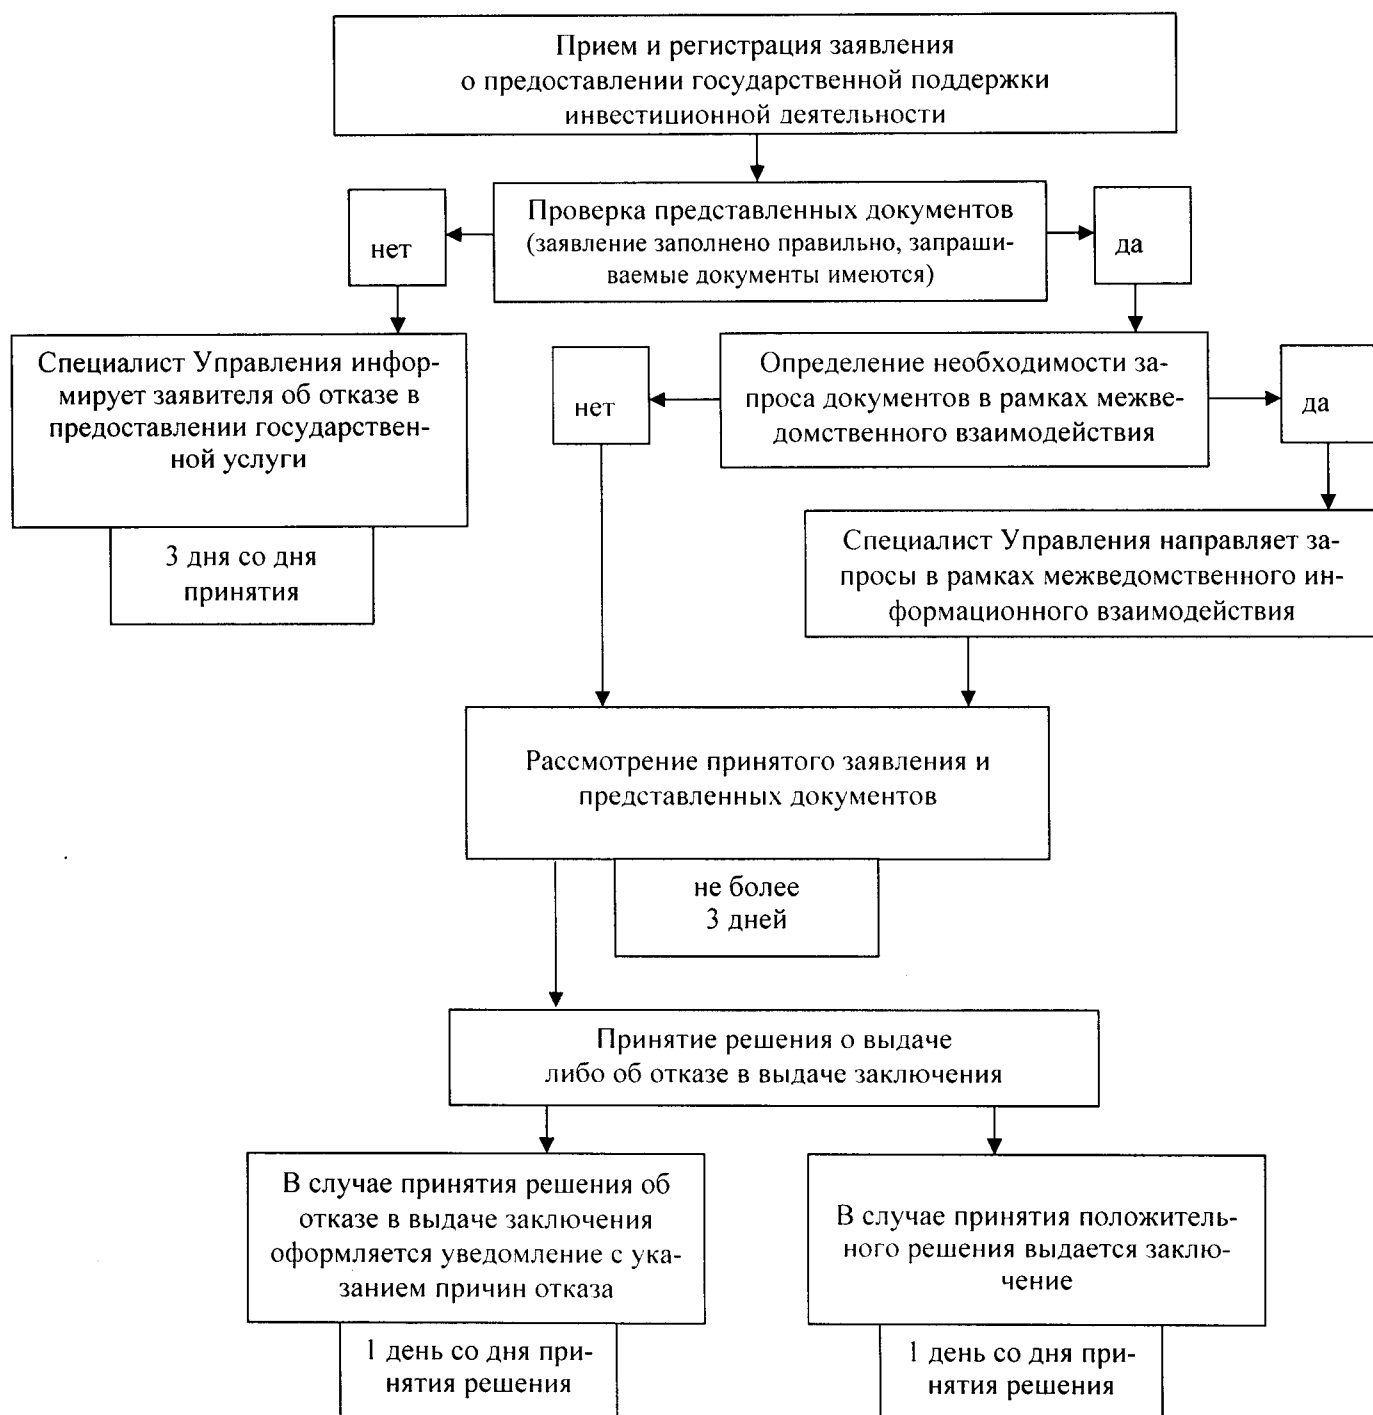 Прием и регистрация заявления
о предоставлении государственной поддержки
инвестиционной деятельности
Проверка представленных документов
(заявление заполнено правильно, запраши-
ваемые документы имеются)
нет
да
Специалист Управления инфор-
мирует заявителя об отказе в
предоставлении государствен-
ной услуги
3 дня со дня
принятия
Определение необходимости за-
проса документов в рамках межве-
домственного взаимодействия
нет
да
Специалист Управления направляет за-
просы в рамках межведомственного ин-
формационного взаимодействия
Рассмотрение принятого заявления и
представленных документов
не более
3 дней
Принятие решения о выдаче
либо об отказе в выдаче заключения
В случае принятия решения об
отказе в выдаче заключения
оформляется уведомление с ука-
занием причин отказа
1 день со дня при-
нятия решения
В случае принятия положитель-
ного решения выдается заклю-
чение
1 день со дня при-
нятия решения